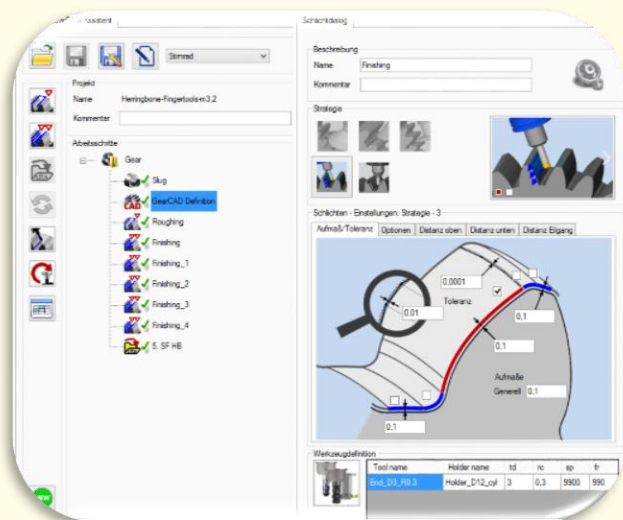 Assistent
Stirnrad
Projekt
Name Herringbone-Fingertools-m3,2
Kommentar
Arbeitsschritte
Gear
Slug
CAD GearCAD Definition
Roughing
Finishing
Finishing_1
Finishing_2
Finishing_3
Finishing_4
5. SF HB
Schlichtdialog
Beschreibung
Name Finishing
Kommentar
Strategie
Schlichten - Einstellungen: Strategie - 3
Aufmaß/Toleranz Optionen Distanz oben Distanz unten Distanz Eilgang
0,0001
Toleranz
0,01
0,1
0,1
Aufmaße
Generell 0,1
0,1
Werkzeugdefinition
Tool name Holder name td rc sp fr
End_D3_R0.3 Holder_D12_cyl 3 0,3 9900 990